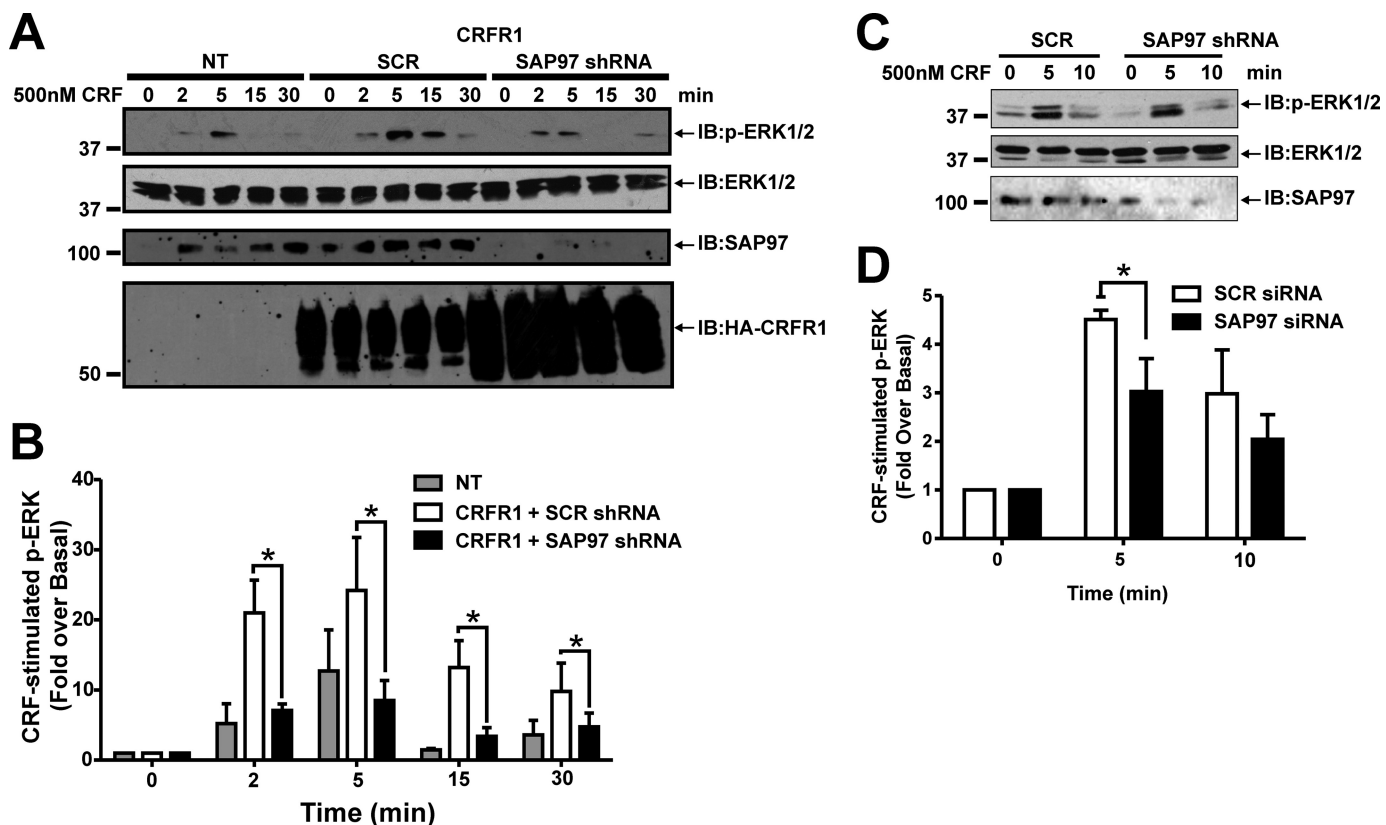 A
CRFR1
NT SCR SAP97 shRNA
500nM CRF 0 2 5 15 30 0 2 5 15 30 0 2 5 15 30 min
IB:p-ERK1/2
37
IB:ERK1/2
37
IB:SAP97
100
IB:HA-CRFR1
50
B
CRF-stimulated p-ERK
(Fold over Basal)
40
30
20
10
0
NT
CRFR1 + SCR shRNA
CRFR1 + SAP97 shRNA
* * * *
0 2 5 15 30
Time (min)
C
SCR SAP97 shRNA
500nM CRF 0 5 10 0 5 10 min
IB:p-ERK1/2
37
IB:ERK1/2
37
IB:SAP97
100
D
CRF-stimulated p-ERK
(Fold Over Basal)
5
4
3
2
1
0
*
SCR siRNA
SAP97 siRNA
0 5 10
Time (min)